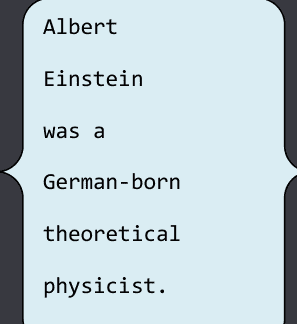 Albert
Einstein
was a
German-born
theoretical
physicist.